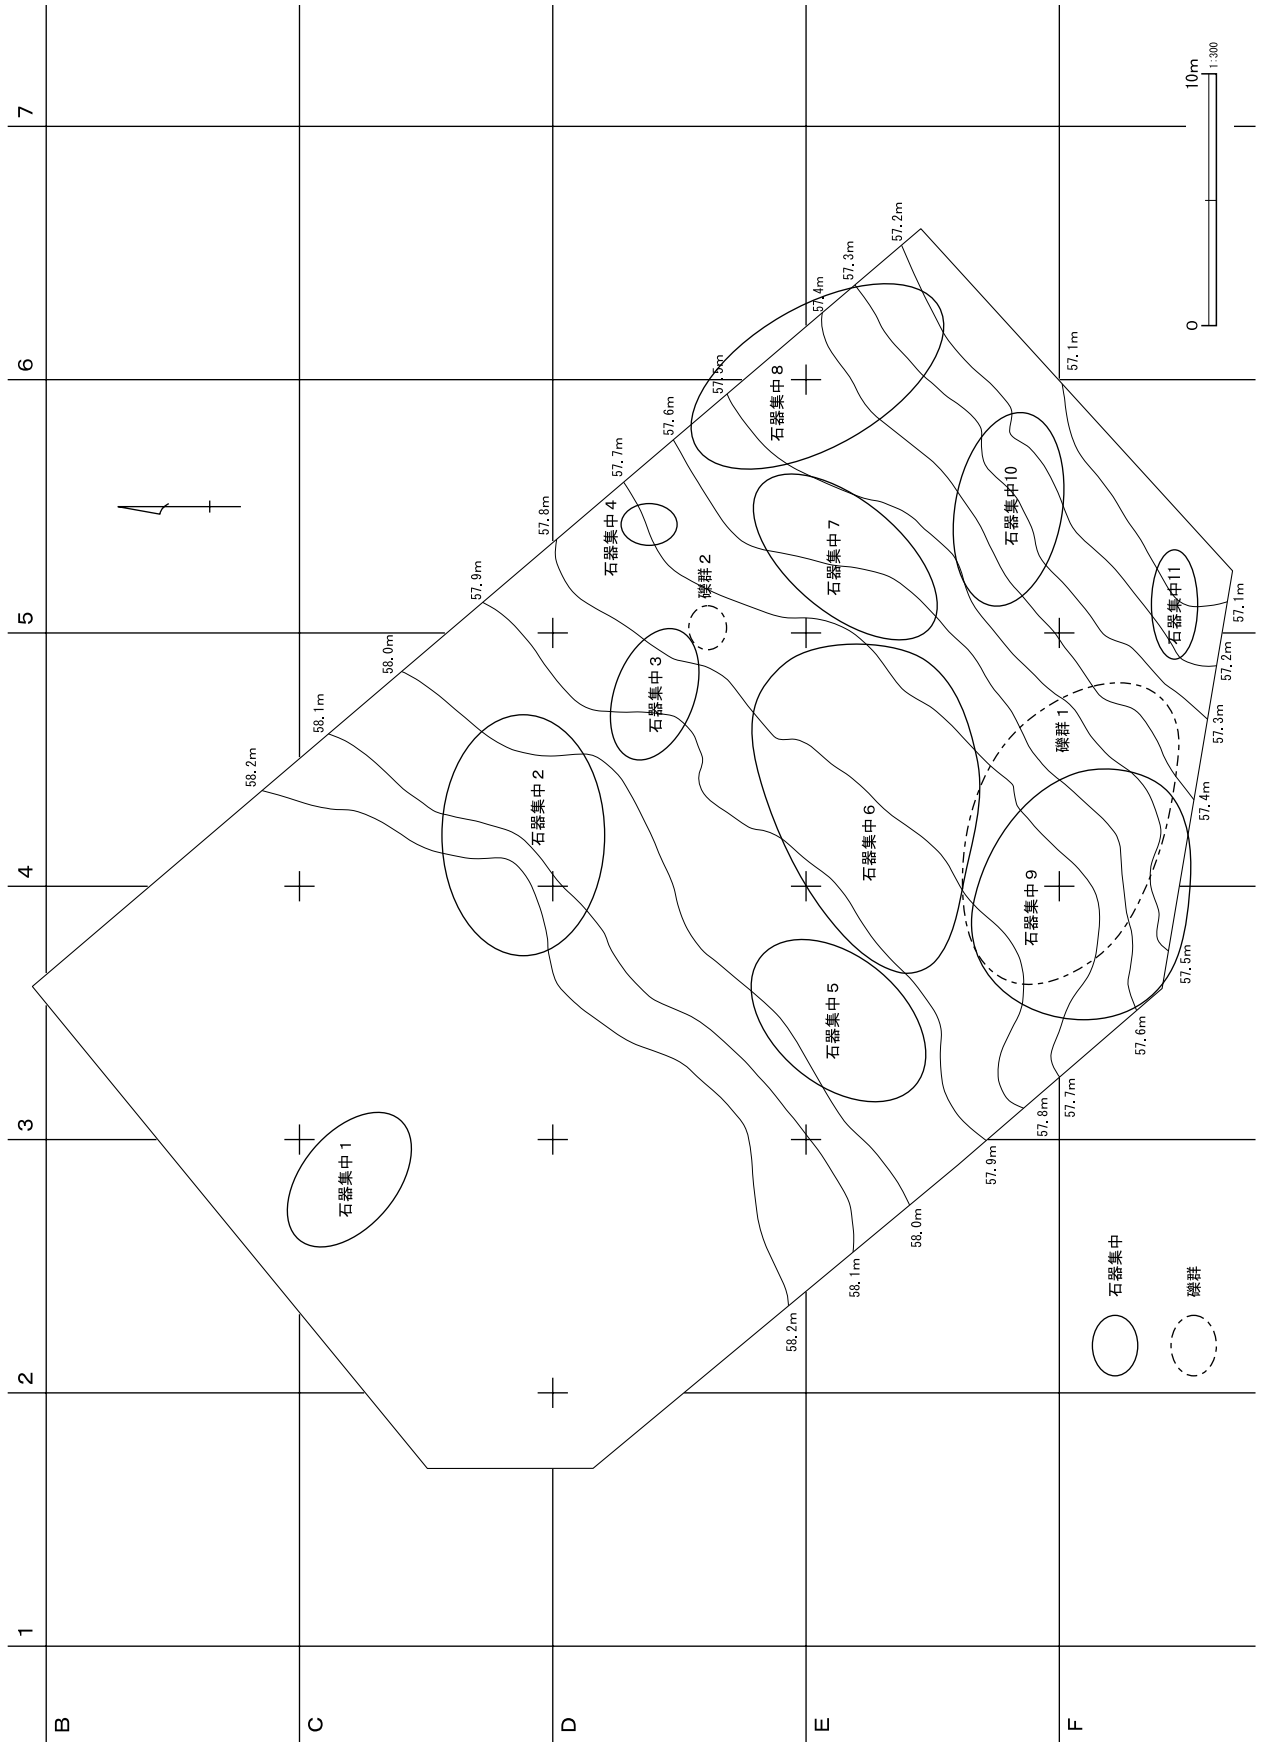 B
C
D
E
F
1
2
3
4
5
6
7
石器集中1
石器集中2
石器集中3
石器集中4
石器集中5
石器集中6
石器集中7
石器集中8
石器集中9
石器集中10
石器集中11
礫群1
礫群2
58.2m
58.1m
58.0m
57.9m
57.8m
57.7m
57.6m
57.5m
57.4m
57.3m
57.2m
57.1m
58.2m
58.1m
58.0m
57.9m
57.8m
57.7m
57.6m
57.5m
57.4m
57.3m
57.2m
57.1m
石器集中
礫群
0
10m
1:300